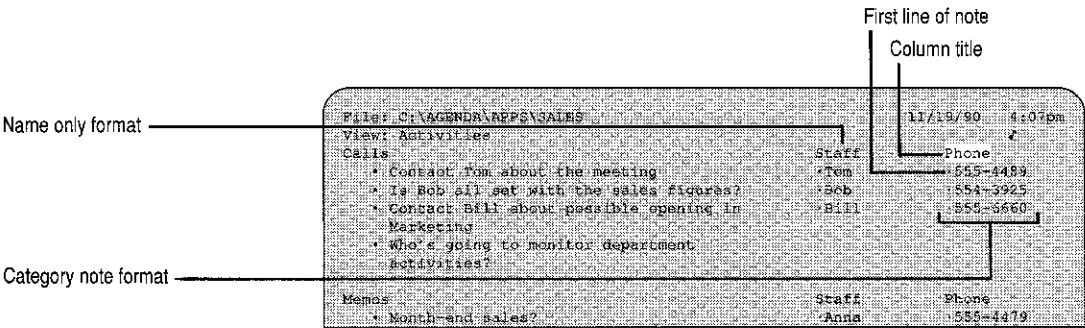 First line of note
Column title
Name only format
File: C:\AGENDA\APPS\SALES 11/19/90 4:07pm
View: Activities ♪
Calls Staff Phone
• Contact Tom about the meeting ·Tom ·555-4489
• Is Bob all set with the sales figures? ·Bob ·554-3925
• Contact Bill about possible opening in ·Bill ·555-6660
Marketing
• Who's going to monitor department
activities?
Category note format
Memos Staff Phone
• Month-end sales? ·Anna ·555-4479